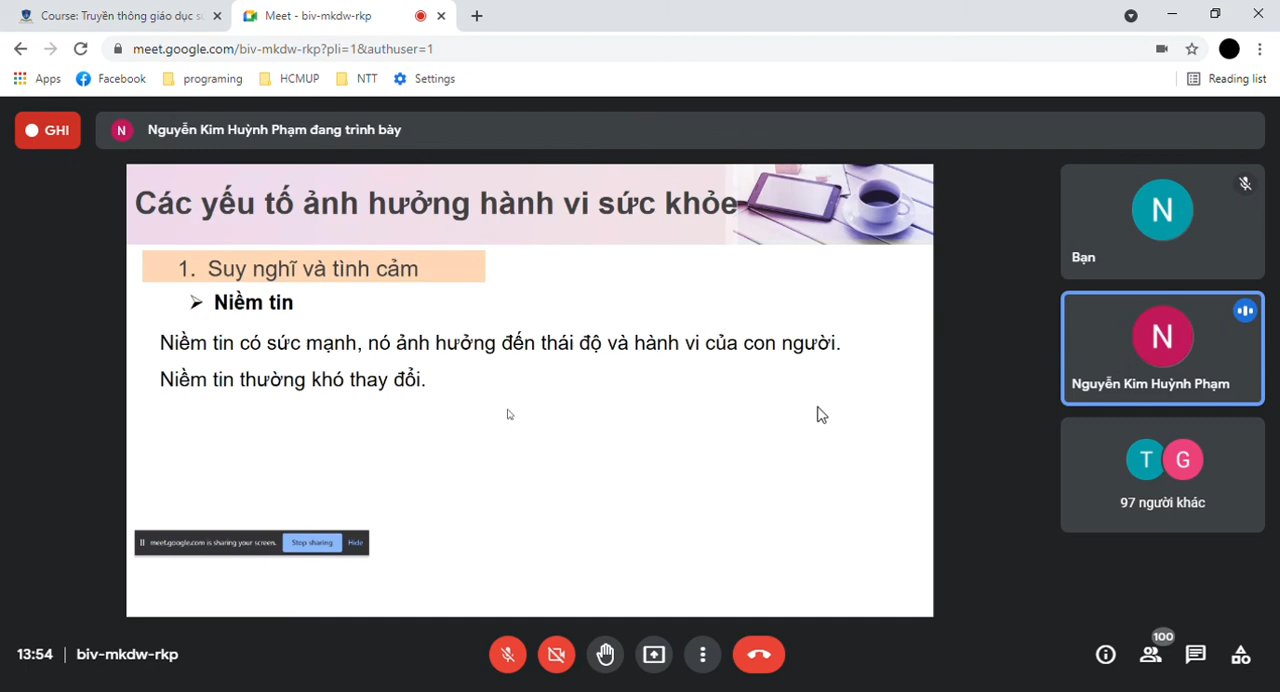 Course: Truyền thông giáo dục sứ
Meet - biv-mkdw-rkp
meet.google.com/biv-mkdw-rkp?pli=1&authuser=1
Apps
Facebook
programing
HCMUP
NTT
Settings
Reading list
GHI
N
Nguyễn Kim Huỳnh Phạm đang trình bày
Các yếu tố ảnh hưởng hành vi sức khỏe
1. Suy nghĩ và tình cảm
➢ Niềm tin
Niềm tin có sức mạnh, nó ảnh hưởng đến thái độ và hành vi của con người.
Niềm tin thường khó thay đổi.
meet.google.com is sharing your screen.
Stop sharing
Hide
N
Bạn
N
Nguyễn Kim Huỳnh Phạm
T
G
97 người khác
13:54
biv-mkdw-rkp
100